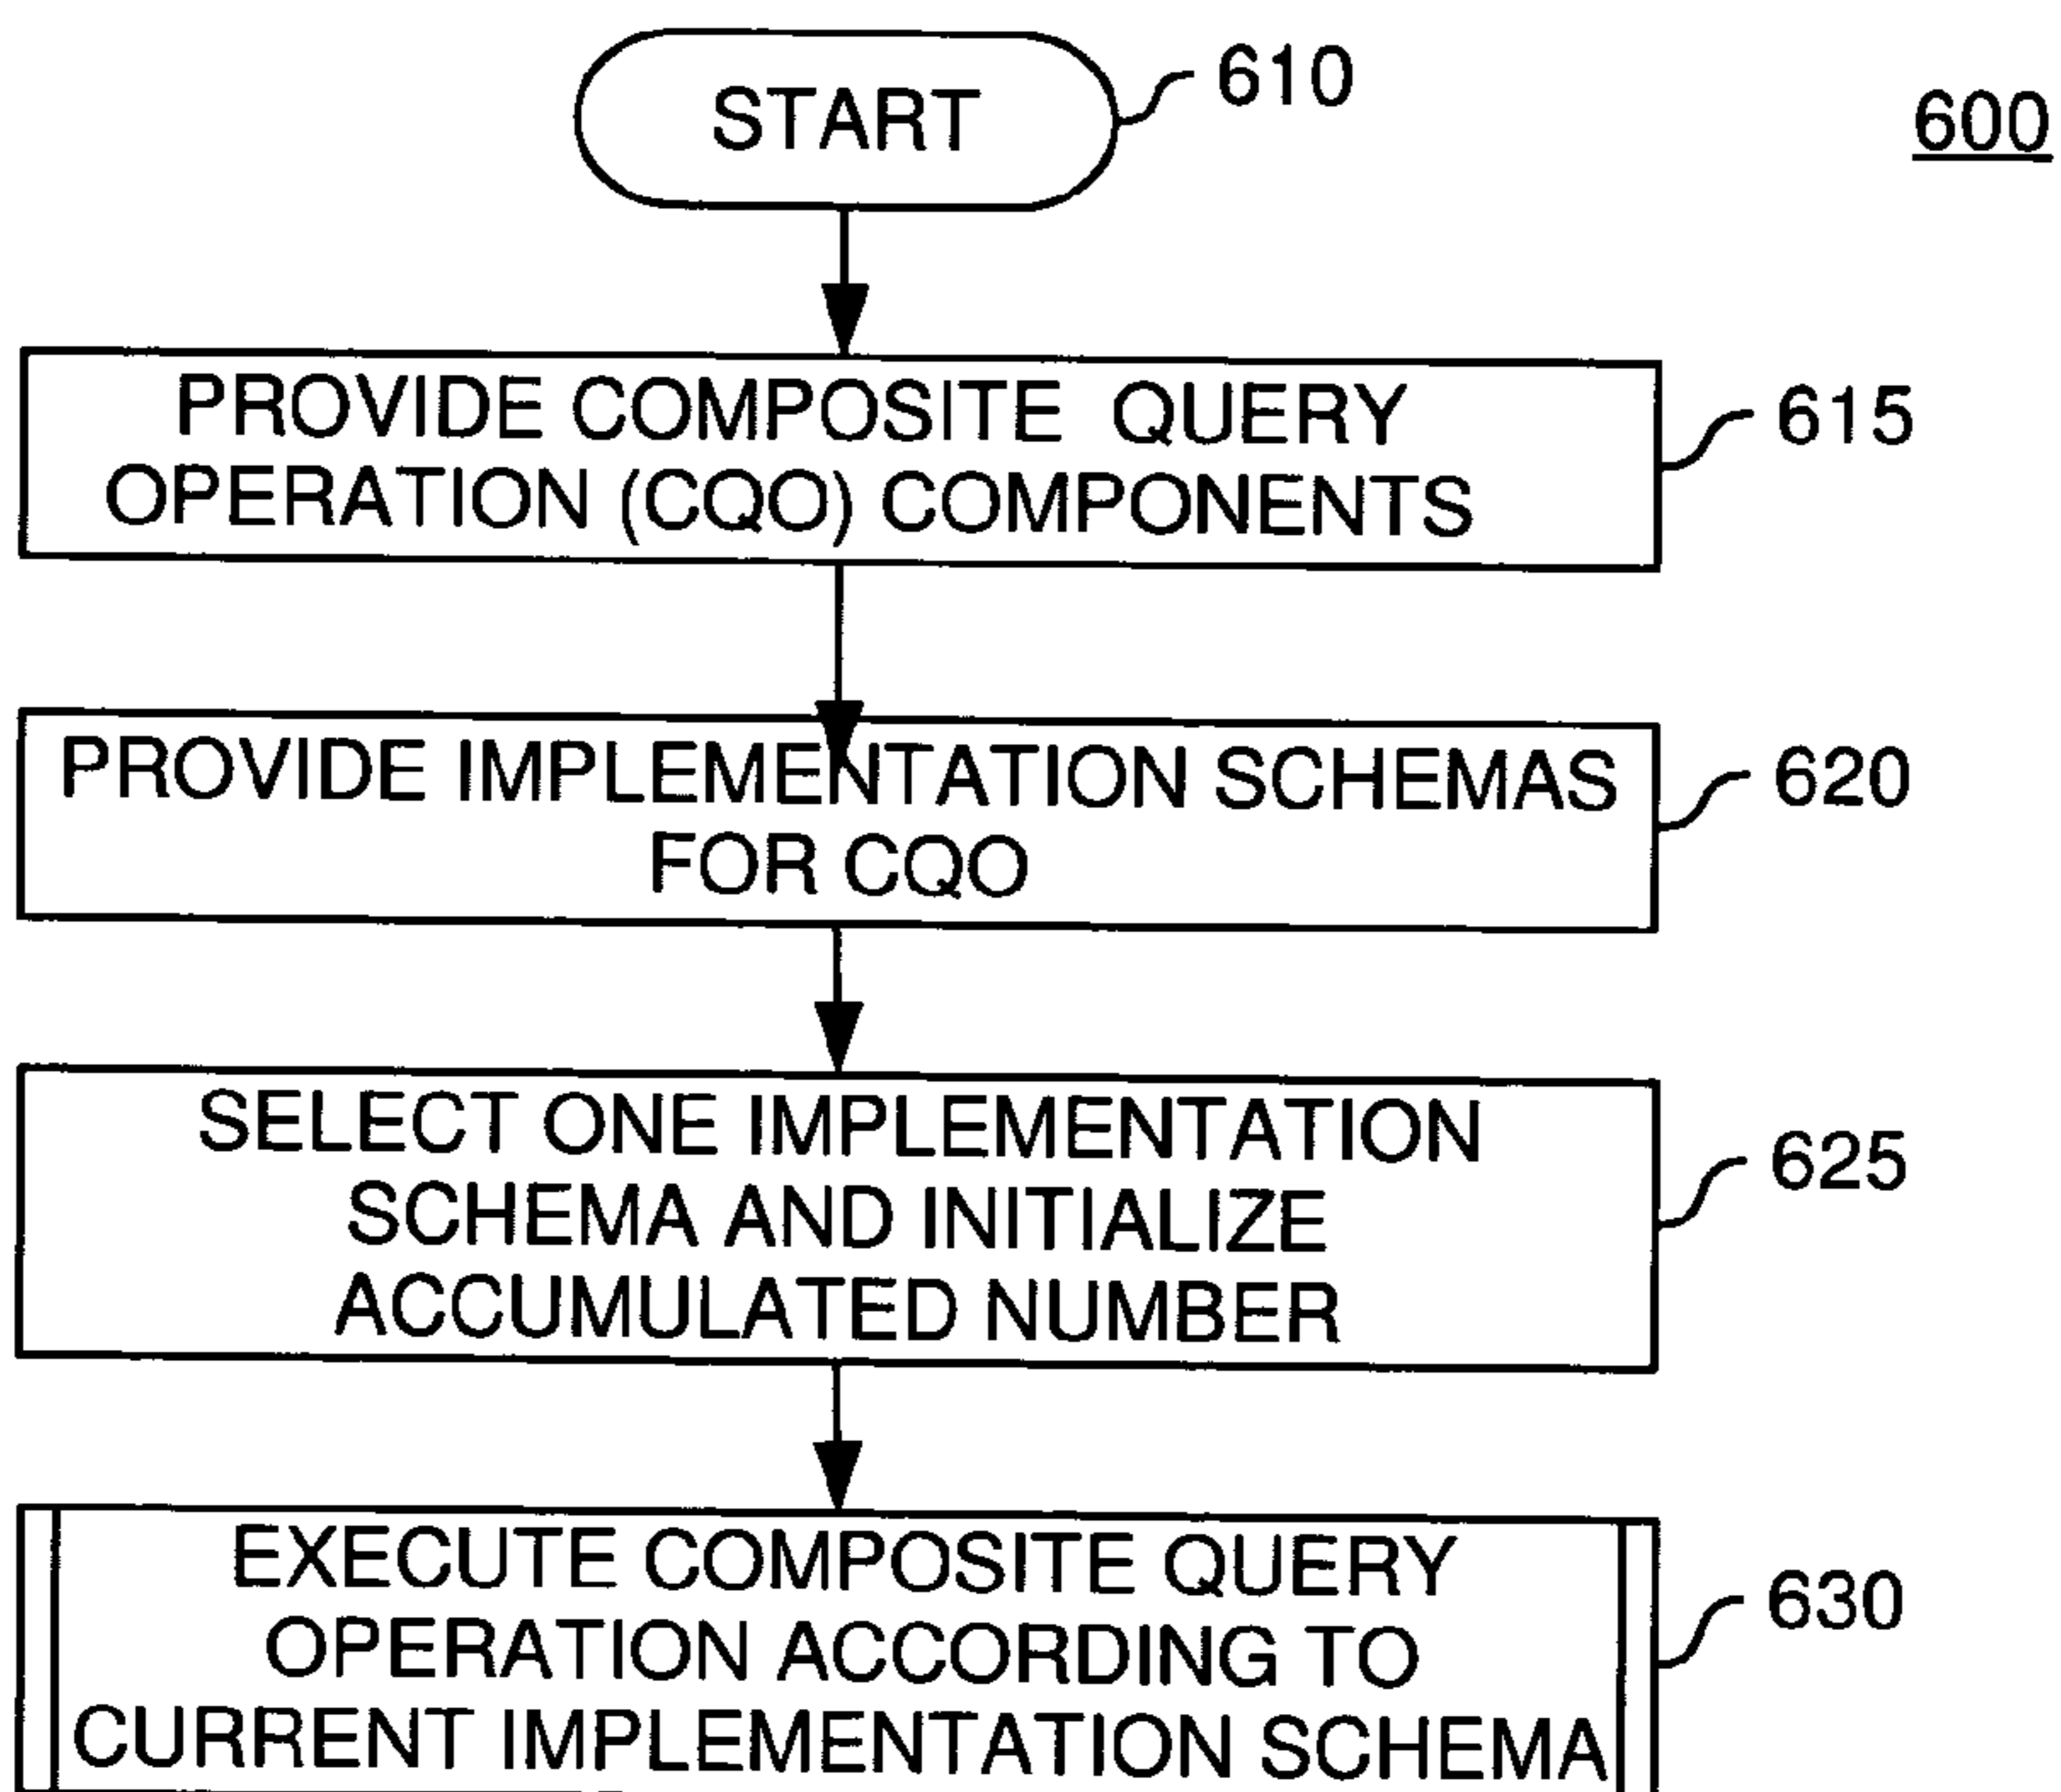 START
610
600
PROVIDE COMPOSITE QUERY
OPERATION (CQO) COMPONENTS
615
PROVIDE IMPLEMENTATION SCHEMAS
FOR CQO
620
SELECT ONE IMPLEMENTATION
SCHEMA AND INITIALIZE
ACCUMULATED NUMBER
625
EXECUTE COMPOSITE QUERY
OPERATION ACCORDING TO
CURRENT IMPLEMENTATION SCHEMA
630